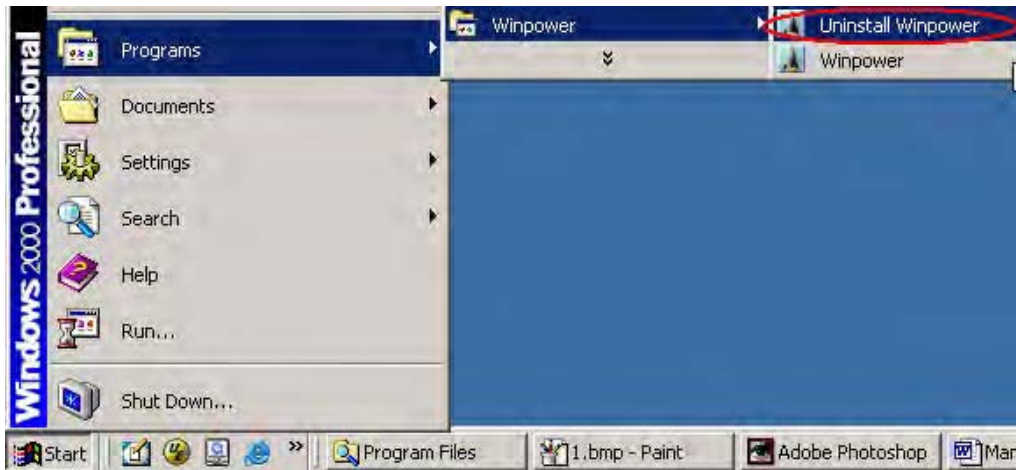 Windows 2000 Professional
Programs
Documents
Settings
Search
Help
Run...
Shut Down...
Winpower
Uninstall Winpower
Winpower
Start
Program Files
1.bmp - Paint
Adobe Photoshop